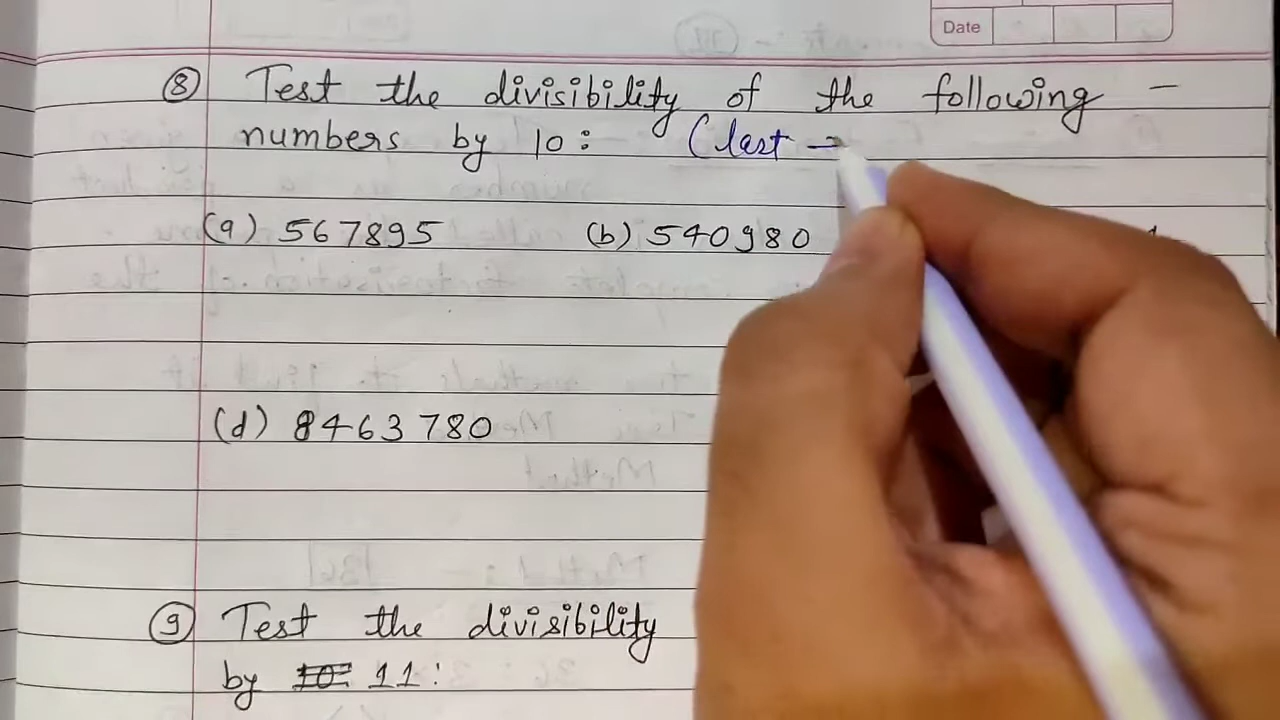 Date
⑧ Test the divisibility of the following -
numbers by 10: (last →
(a) 567895 (b) 540980
(d) 8463780
⑨ Test the divisibility
by 11: